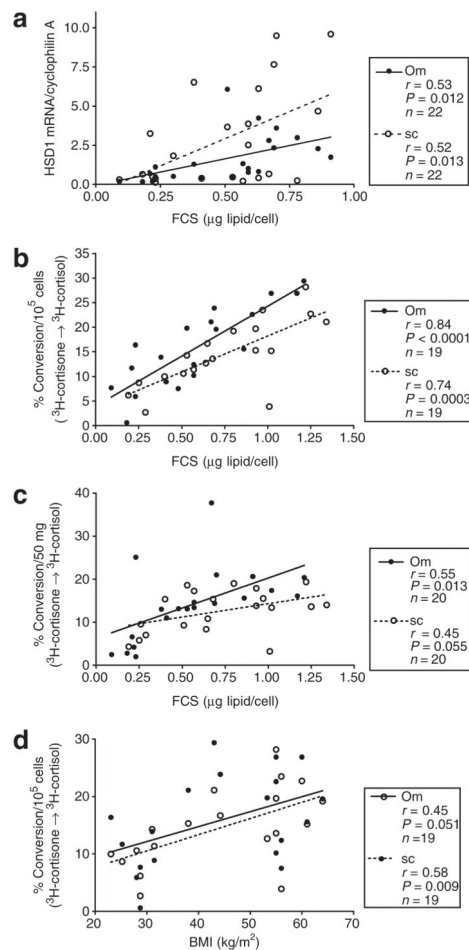 a
HSD1 mRNA/cyclophilin A
10.0
7.5
5.0
2.5
0.0
0.00 0.25 0.50 0.75 1.00
FCS (μg lipid/cell)
Om
r = 0.53
P = 0.012
n = 22
sc
r = 0.52
P = 0.013
n = 22
b
% Conversion/10⁵ cells
(³H-cortisone → ³H-cortisol)
35
30
25
20
15
10
5
0
0.00 0.25 0.50 0.75 1.00 1.25 1.50
FCS (μg lipid/cell)
Om
r = 0.84
P < 0.0001
n = 19
sc
r = 0.74
P = 0.0003
n = 19
c
% Conversion/50 mg
(³H-cortisone → ³H-cortisol)
40
30
20
10
0
0.00 0.25 0.50 0.75 1.00 1.25 1.50
FCS (μg lipid/cell)
Om
r = 0.55
P = 0.013
n = 20
sc
r = 0.45
P = 0.055
n = 20
d
% Conversion/10⁵ cells
(³H-cortisone → ³H-cortisol)
40
30
20
10
0
20 30 40 50 60 70
BMI (kg/m²)
Om
r = 0.45
P = 0.051
n =19
sc
r = 0.58
P = 0.009
n = 19